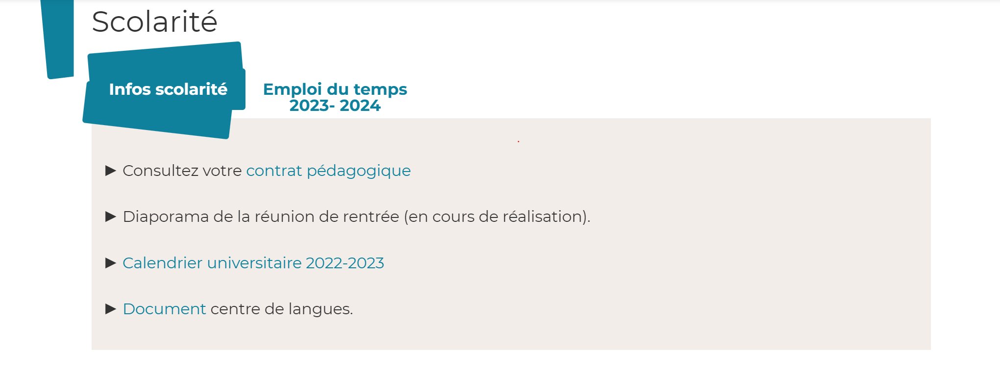 Scolarité
Infos scolarité
Emploi du temps
2023- 2024
► Consultez votre contrat pédagogique
► Diaporama de la réunion de rentrée (en cours de réalisation).
► Calendrier universitaire 2022-2023
► Document centre de langues.